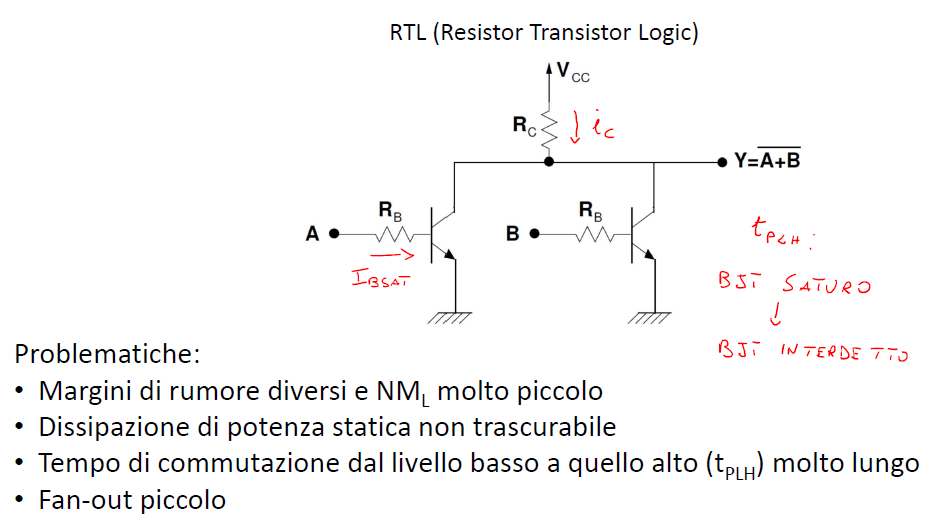 RTL (Resistor Transistor Logic)
VCC
RC
ic
Y=A+B
A
RB
IBSAT
B
RB
tPLH:
BJT SATURO
↓
BJT INTERDETTO
Problematiche:
• Margini di rumore diversi e NML molto piccolo
• Dissipazione di potenza statica non trascurabile
• Tempo di commutazione dal livello basso a quello alto (tPLH) molto lungo
• Fan-out piccolo